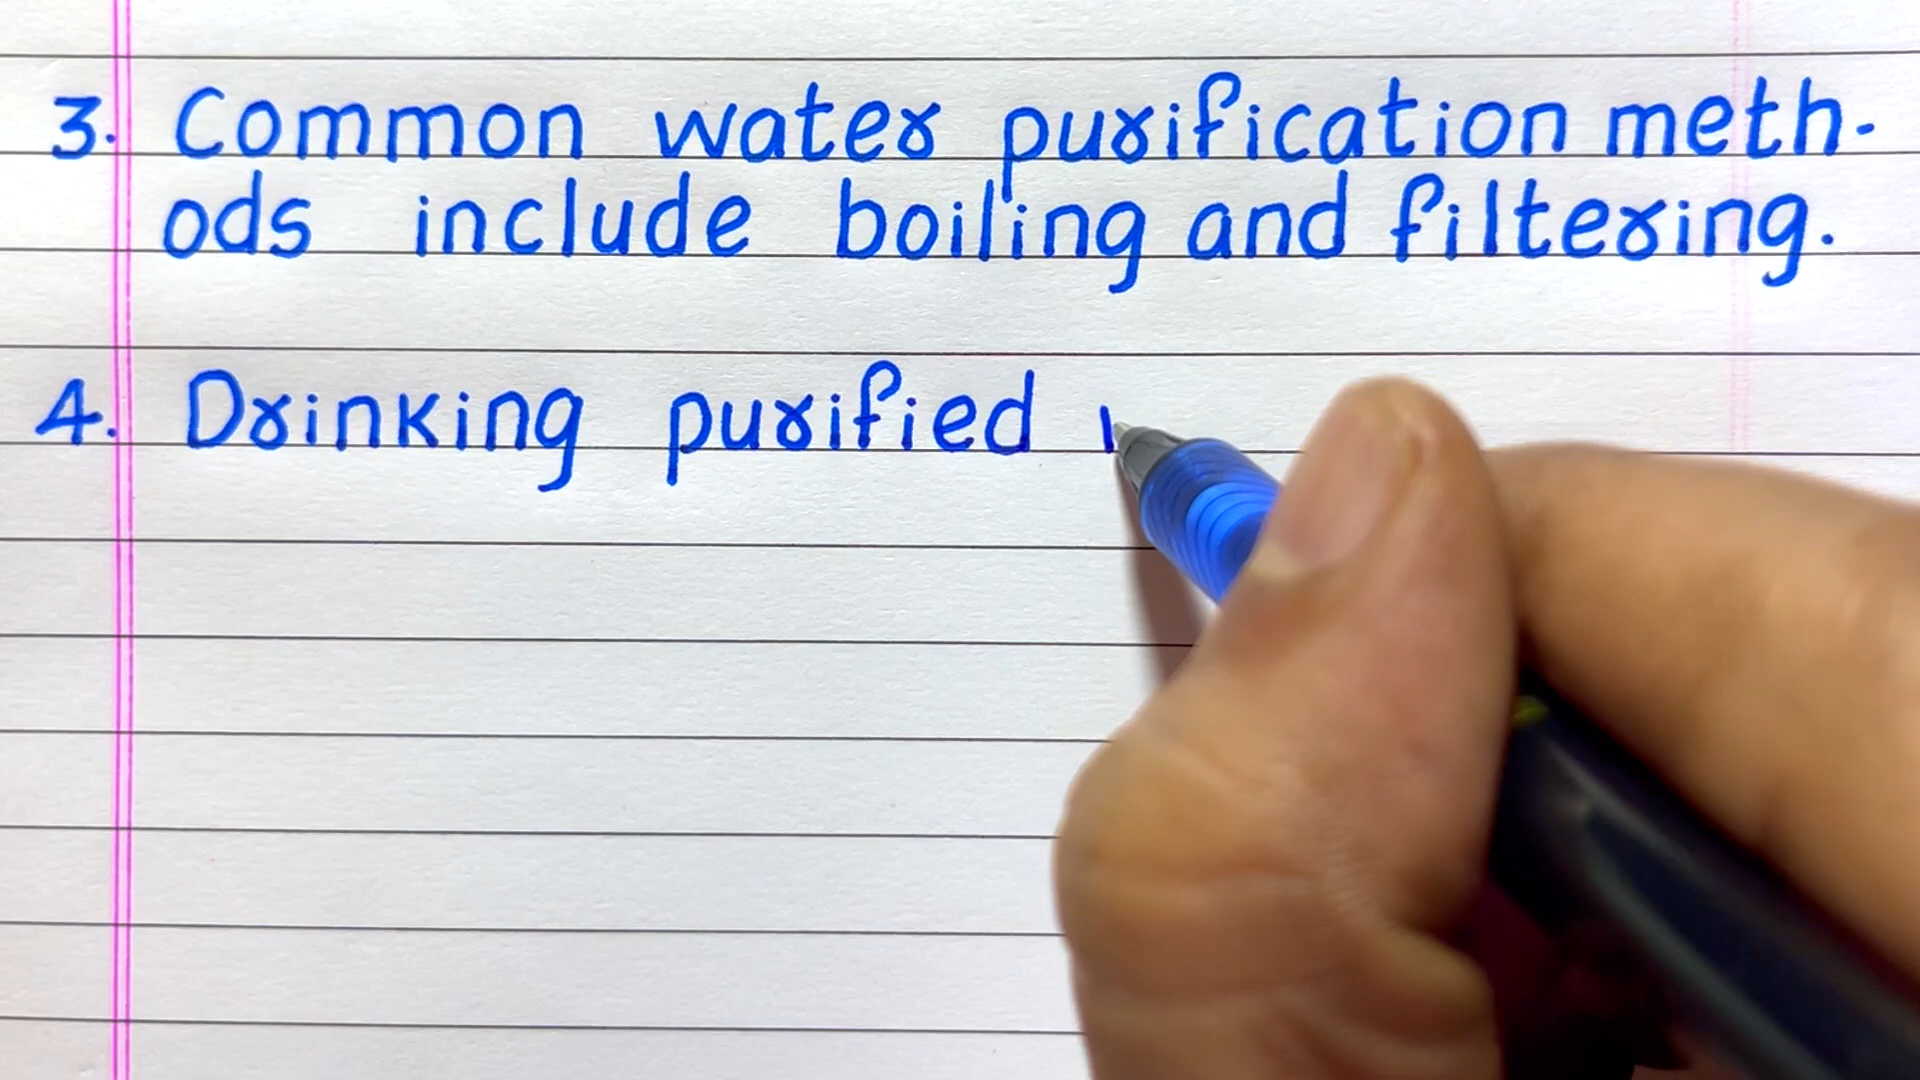 3. Common water purification meth-
ods include boiling and filtering.
4. Drinking purified